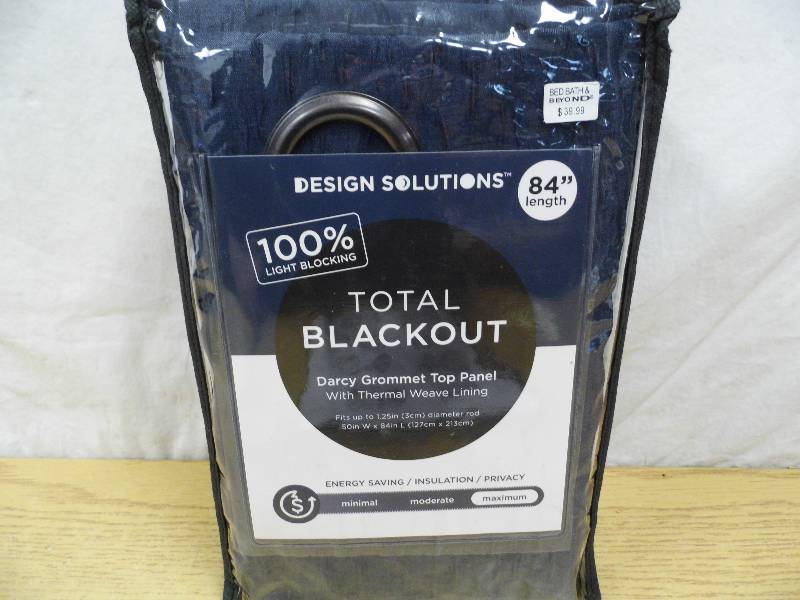 BED BATH &
BEYOND
$39.99
DESIGN SOLUTIONS™
84”
length
100%
LIGHT BLOCKING
TOTAL
BLACKOUT
Darcy Grommet Top Panel
With Thermal Weave Lining
Fits up to 1.25in (3cm) diameter rod
50in W x 84in L (127cm x 213cm)
ENERGY SAVING / INSULATION / PRIVACY
$ minimal moderate maximum